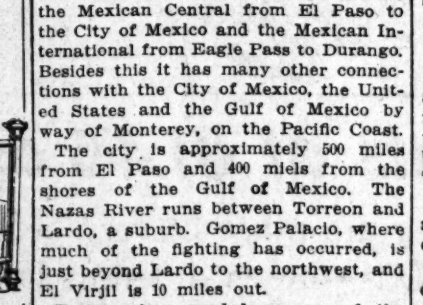 the Mexican Central from El Paso to
the City of Mexico and the Mexican In-
ternational from Eagle Pass to Durango.
Besides this it has many other connec-
tions with the City of Mexico, the Unit-
ed States and the Gulf of Mexico by
way of Monterey, on the Pacific Coast.
The city is approximately 500 miles
from El Paso and 400 miels from the
shores of the Gulf of Mexico. The
Nazas River runs between Torreon and
Lardo, a suburb. Gomez Palacio, where
much of the fighting has occurred, is
just beyond Lardo to the northwest, and
El Virjil is 10 miles out.